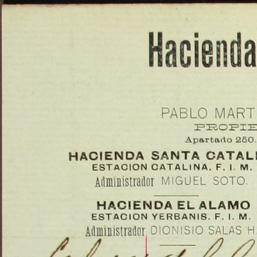 Hacienda
PABLO MART
PROPIE
Apartado 250.
HACIENDA SANTA CATALI
ESTACION CATALINA, F. I. M.
Administrador MIGUEL SOTO.
HACIENDA EL ALAMO
ESTACION YERBANIS, F. I. M.
Administrador DIONISIO SALAS H